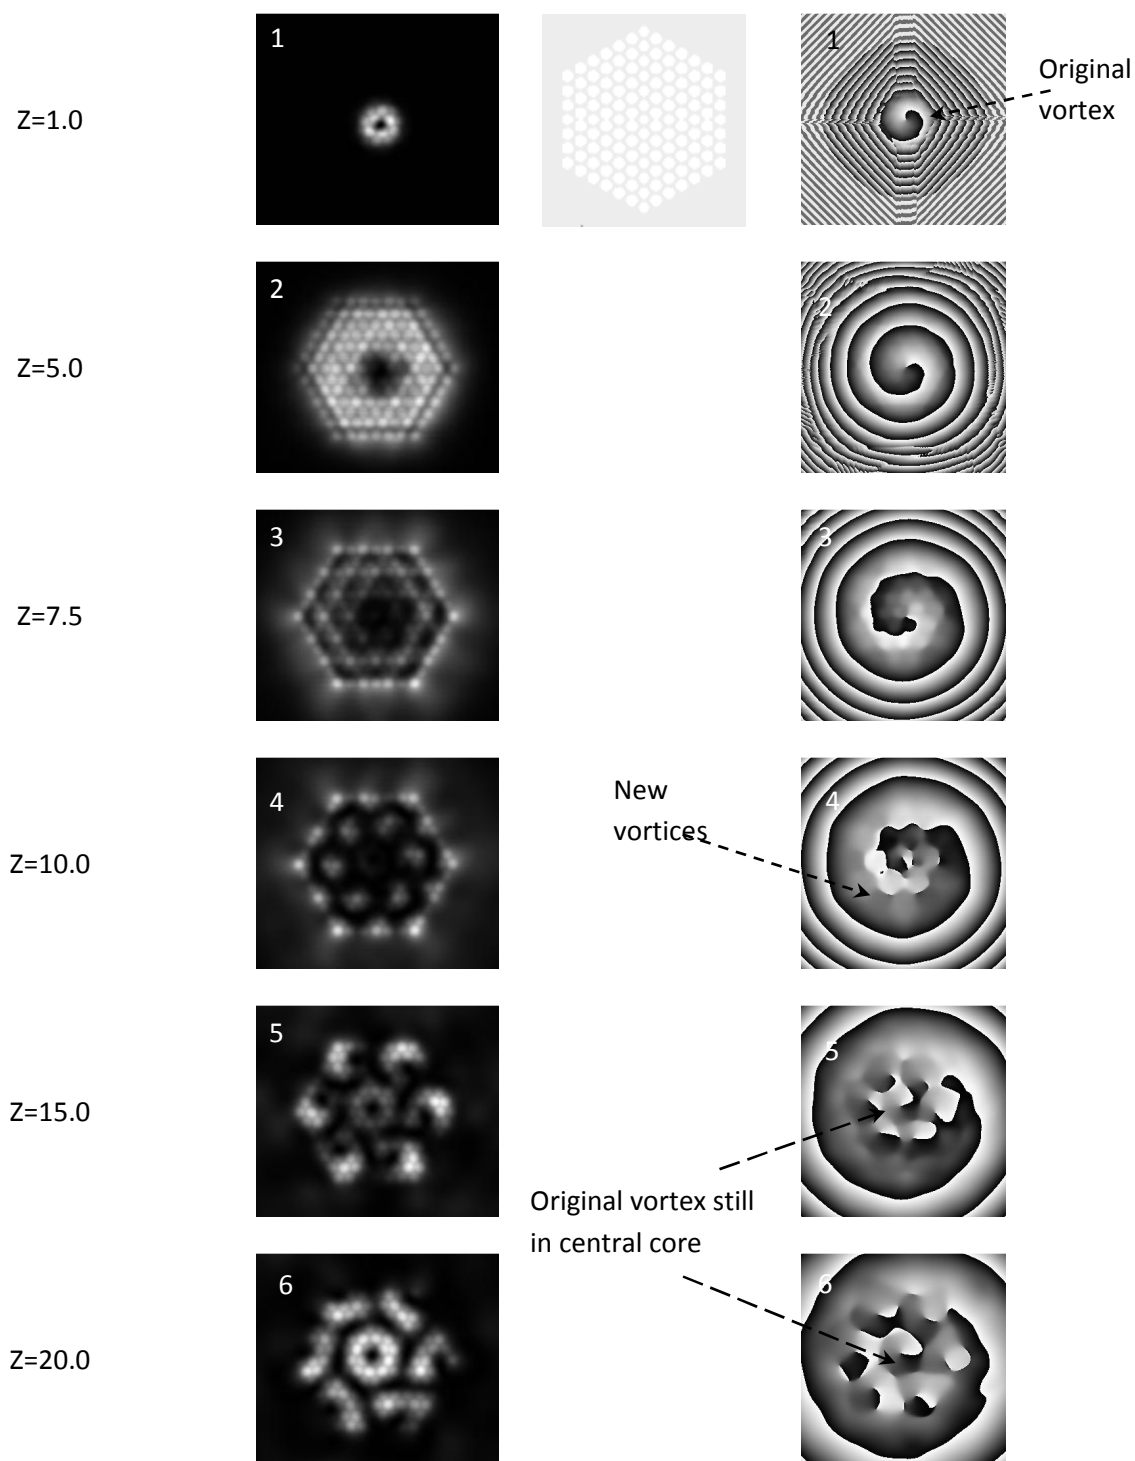 1
1
Original
vortex
Z=1.0
2
2
Z=5.0
3
3
Z=7.5
4
4
New
vortices
Z=10.0
5
5
Z=15.0
Original vortex still
in central core
6
6
Z=20.0